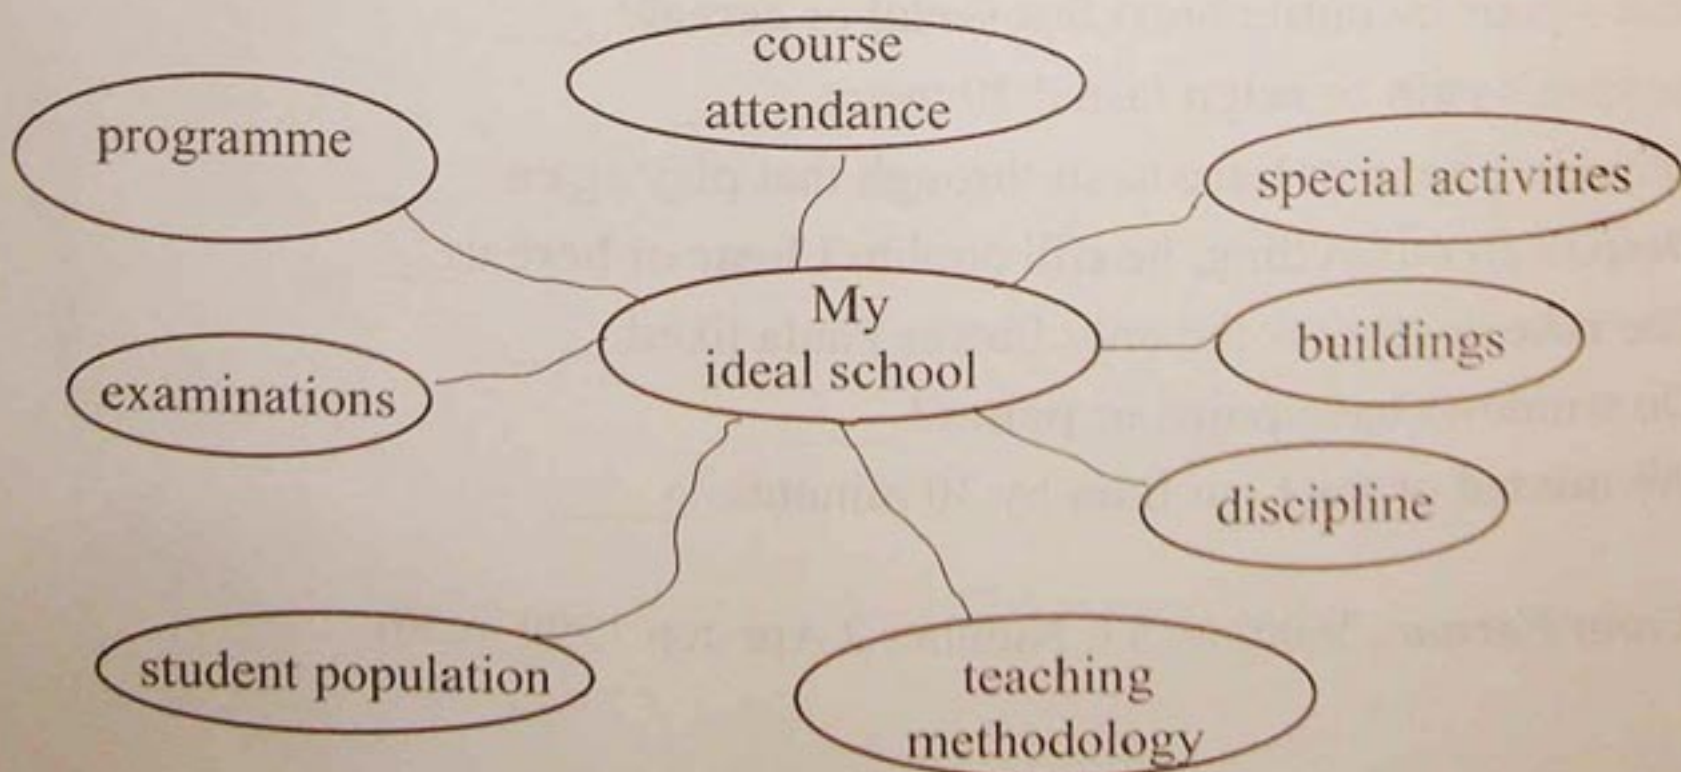 course
attendance
programme
special activities
My
ideal school
buildings
examinations
discipline
student population
teaching
methodology